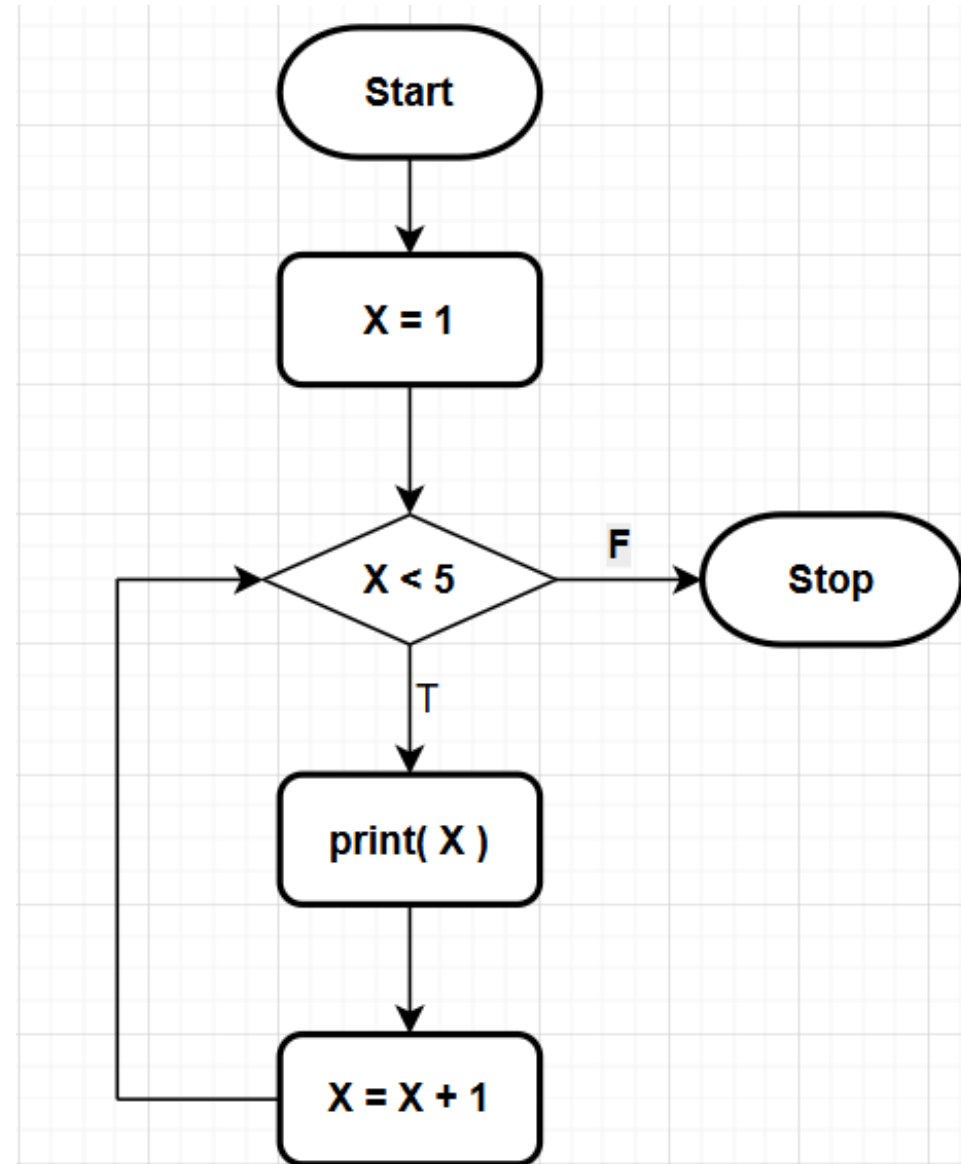 Start
X = 1
X < 5
F
Stop
T
print( X )
X = X + 1